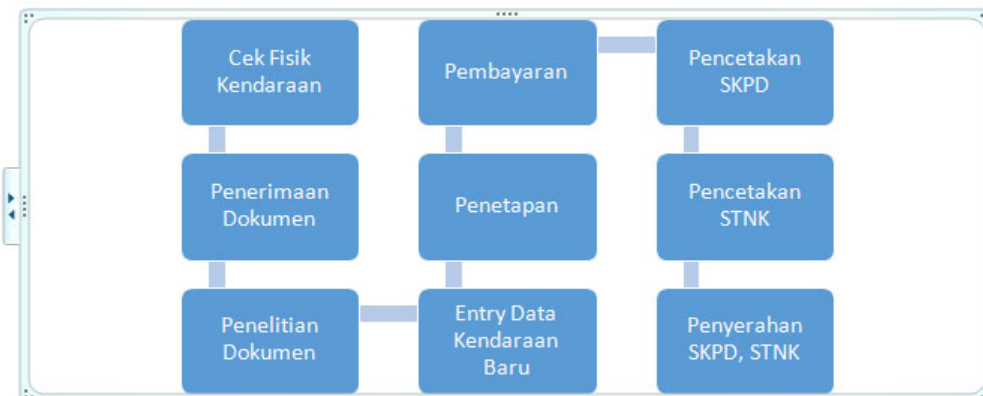 Cek Fisik
Kendaraan
Penerimaan
Dokumen
Penelitian
Dokumen
Entry Data
Kendaraan
Baru
Penetapan
Pembayaran
Pencetakan
SKPD
Pencetakan
STNK
Penyerahan
SKPD, STNK